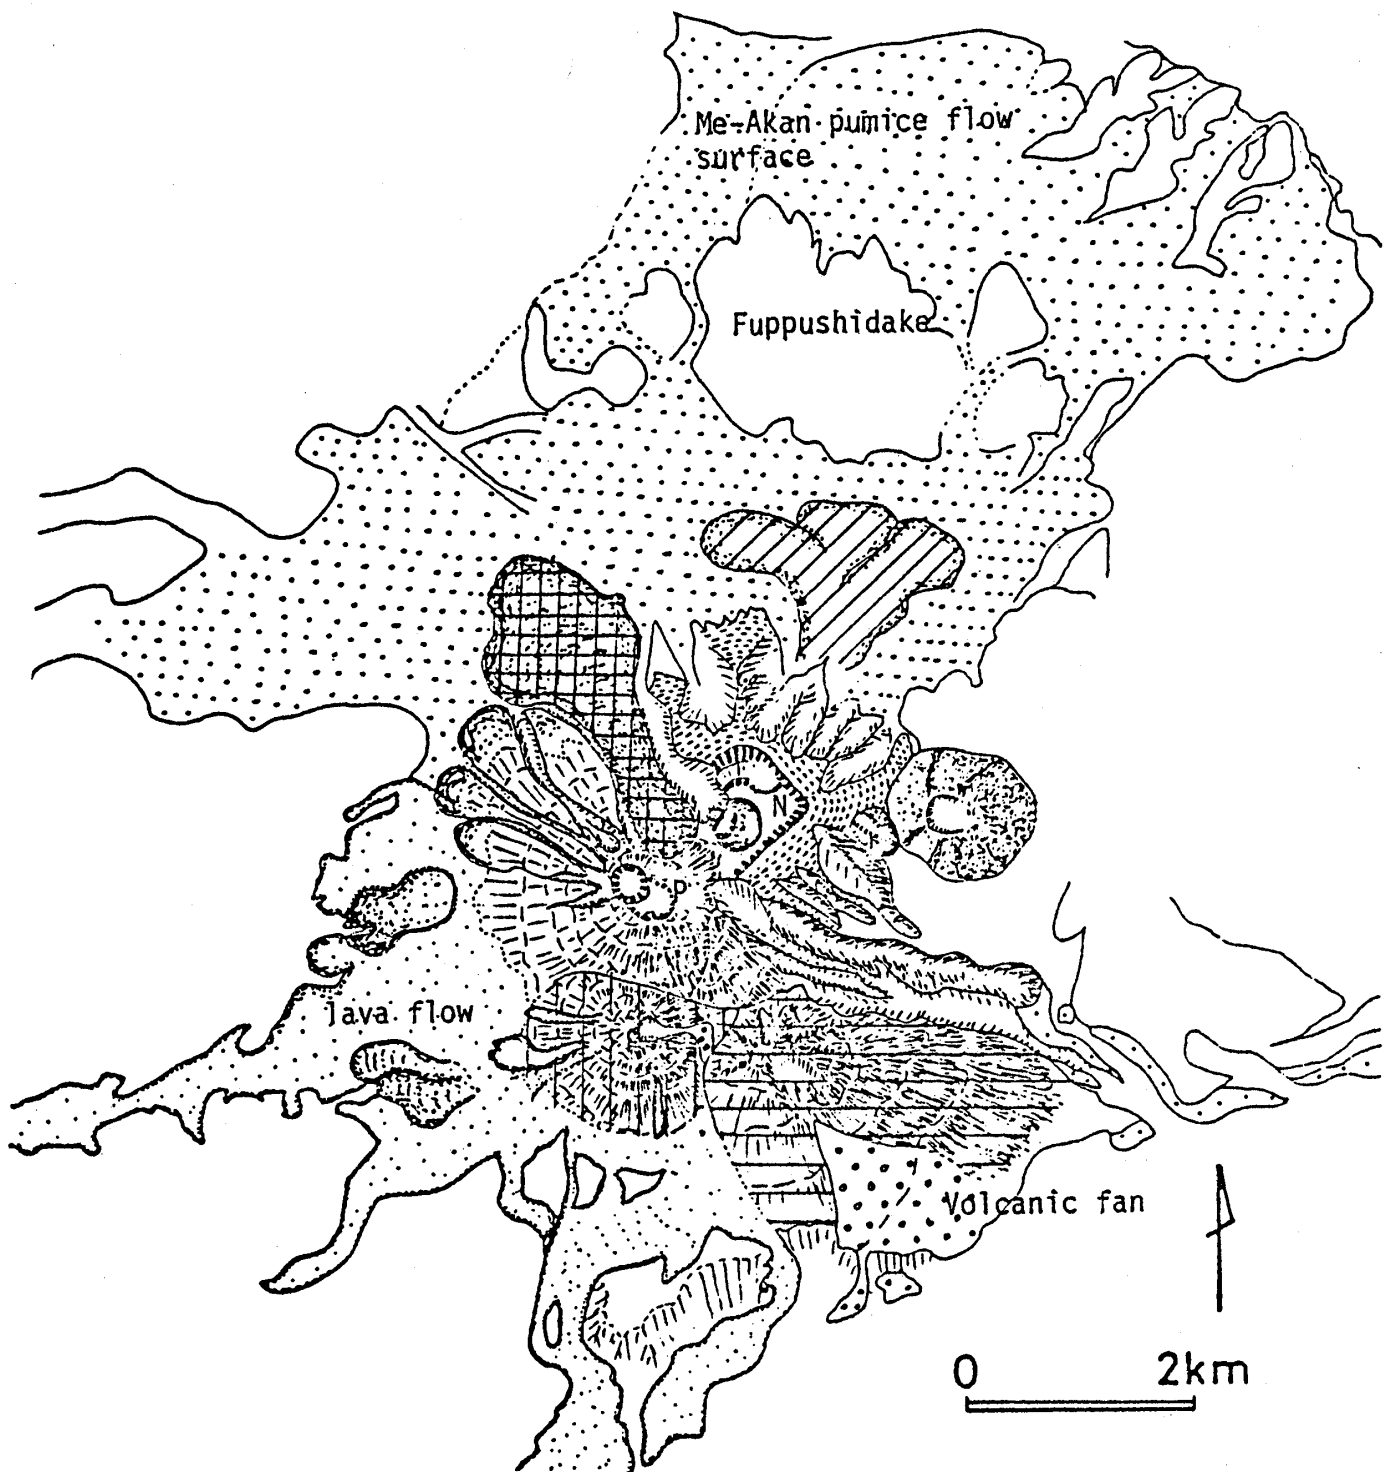 Me-Akan pumice flow
surface
Fuppushidake
N
P
lava flow
Volcanic fan
0 2km